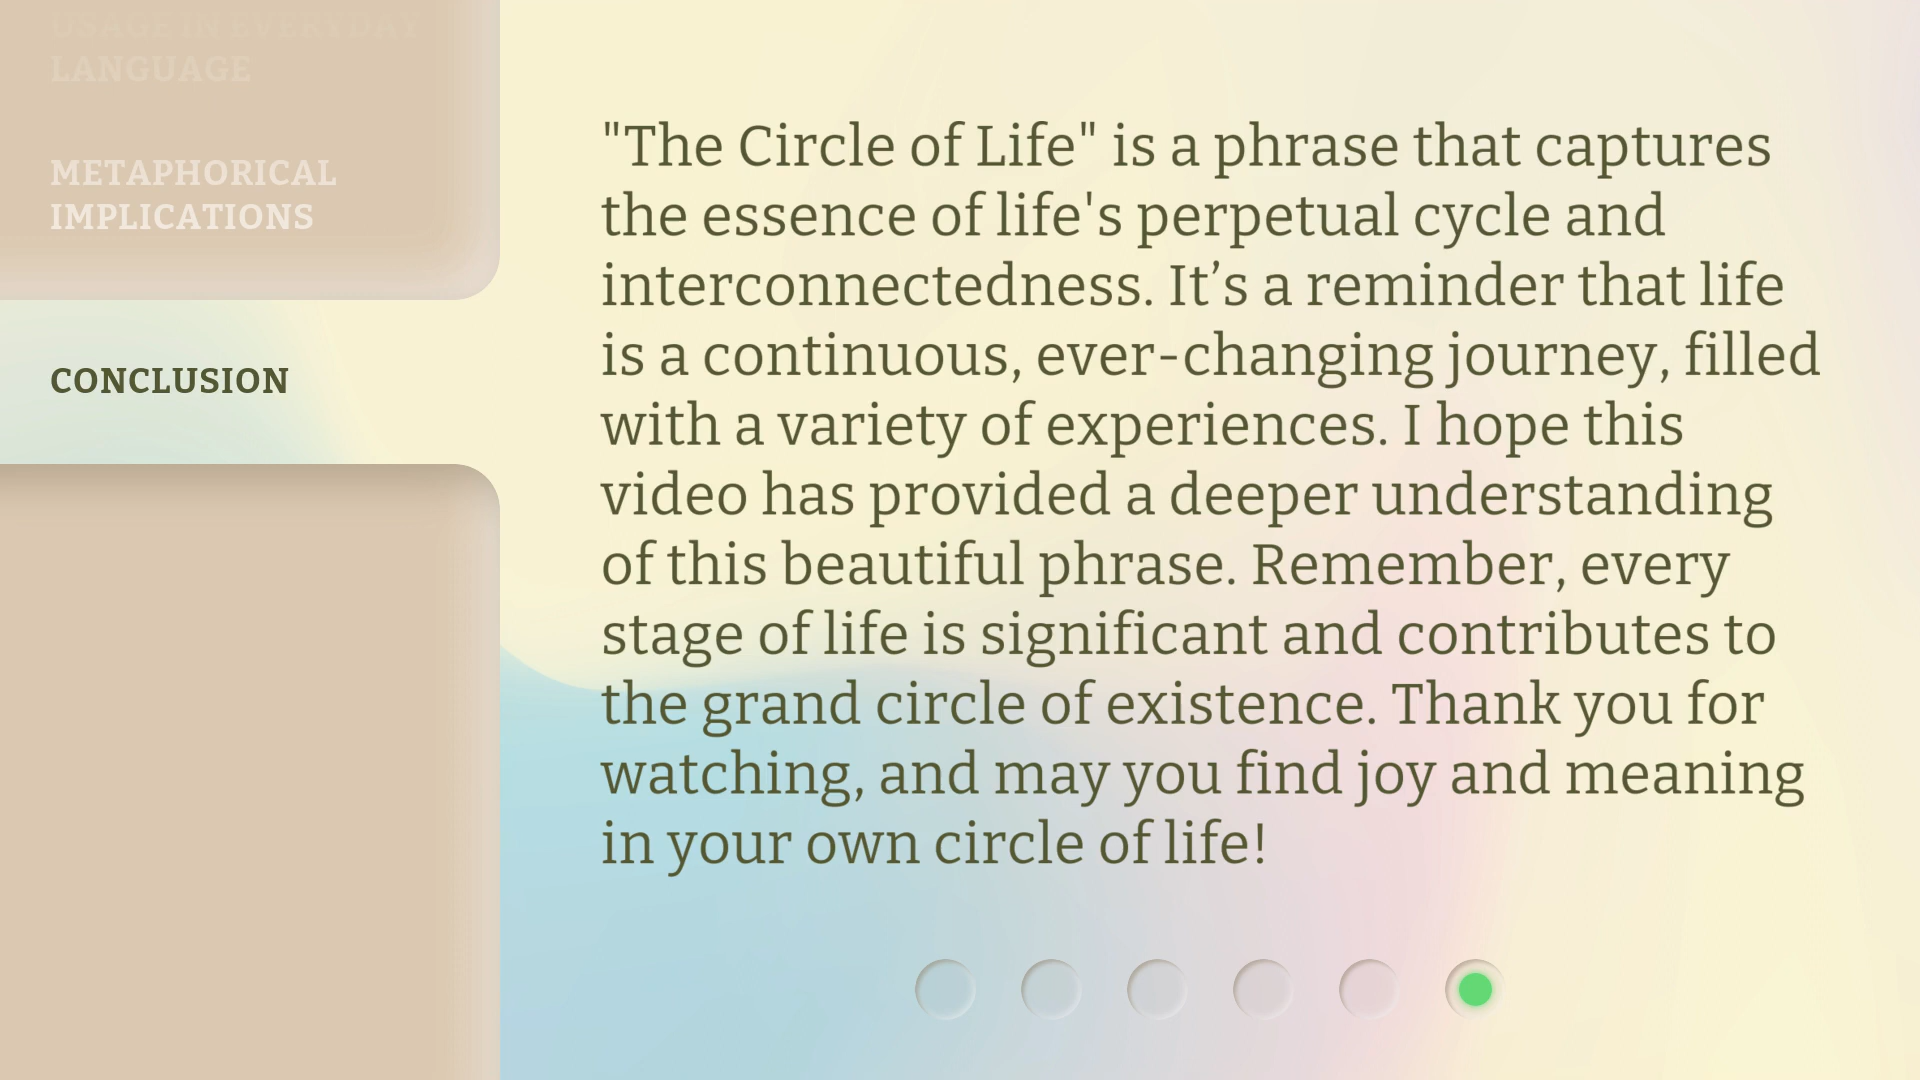 USAGE IN EVERYDAY
LANGUAGE
METAPHORICAL
IMPLICATIONS
CONCLUSION
"The Circle of Life" is a phrase that captures
the essence of life's perpetual cycle and
interconnectedness. It’s a reminder that life
is a continuous, ever-changing journey, filled
with a variety of experiences. I hope this
video has provided a deeper understanding
of this beautiful phrase. Remember, every
stage of life is significant and contributes to
the grand circle of existence. Thank you for
watching, and may you find joy and meaning
in your own circle of life!